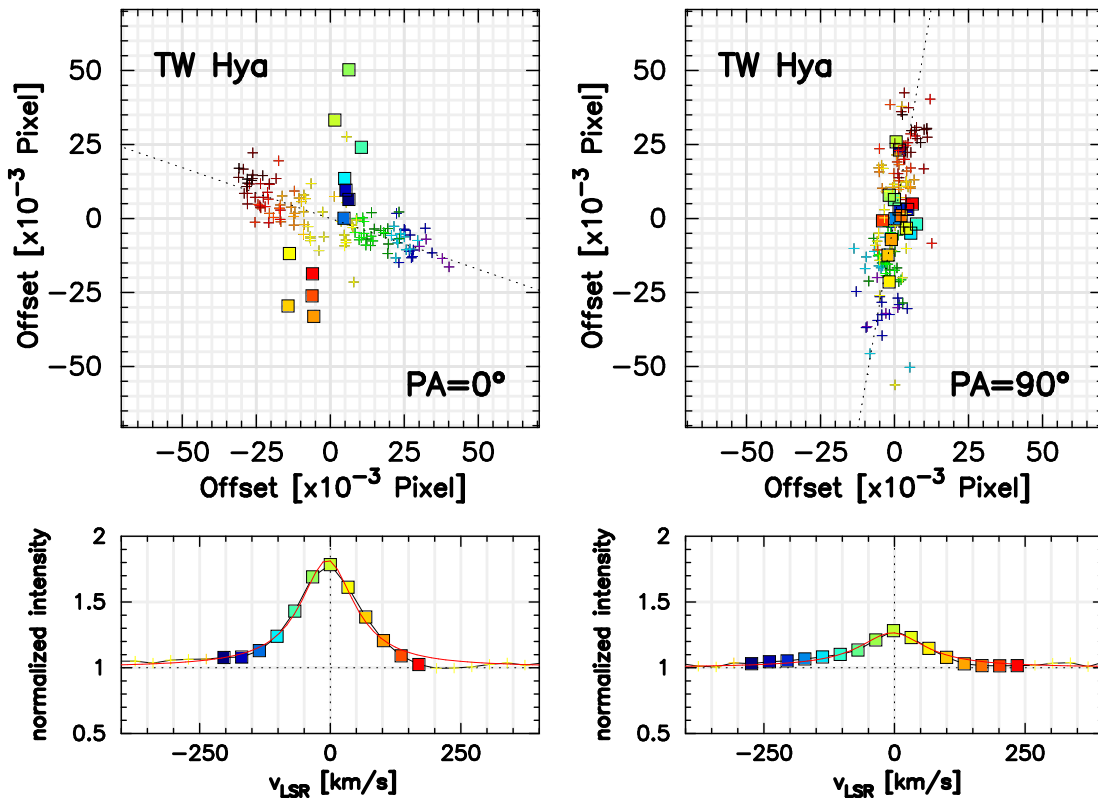 TW Hya
PA=0°
50
25
0
−25
−50
Offset [x10⁻³ Pixel]
−50 −25 0 25 50
Offset [x10⁻³ Pixel]
TW Hya
PA=90°
50
25
0
−25
−50
Offset [x10⁻³ Pixel]
−50 −25 0 25 50
Offset [x10⁻³ Pixel]
2
1.5
1
0.5
normalized intensity
−250 0 250
v_LSR [km/s]
2
1.5
1
0.5
normalized intensity
−250 0 250
v_LSR [km/s]